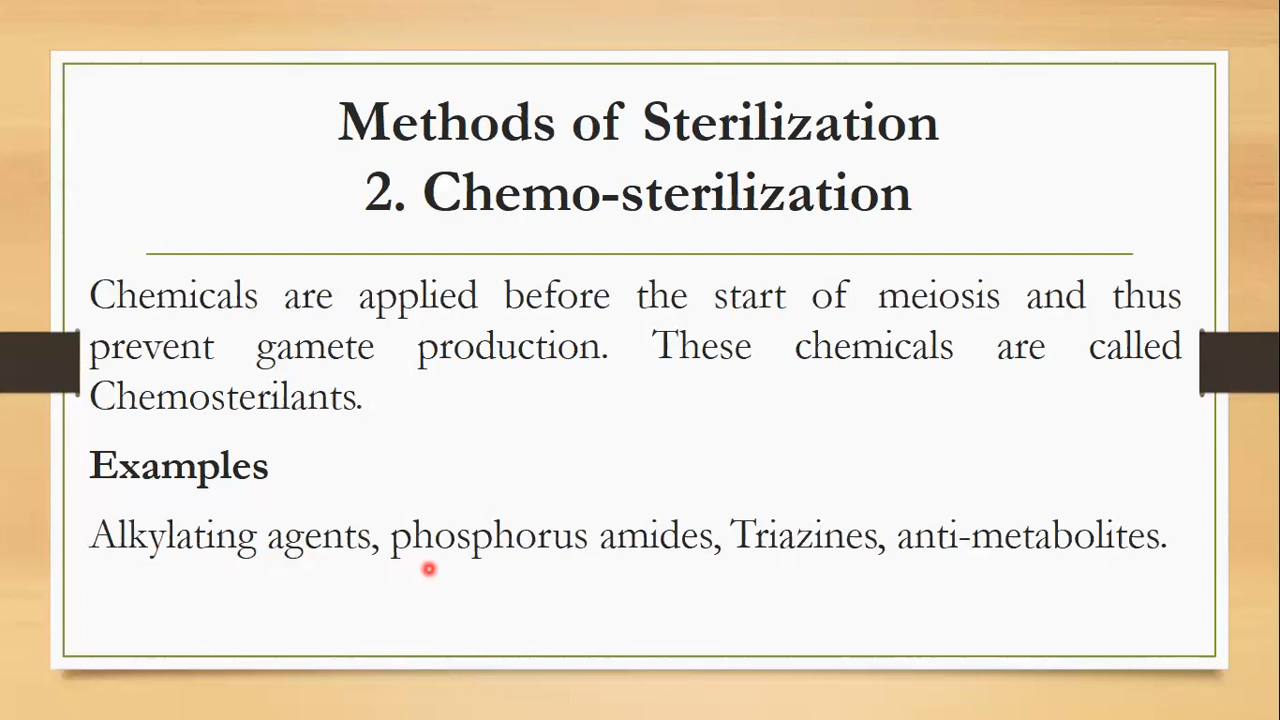 Methods of Sterilization
2. Chemo-sterilization
Chemicals are applied before the start of meiosis and thus
prevent gamete production. These chemicals are called
Chemosterilants.
Examples
Alkylating agents, phosphorus amides, Triazines, anti-metabolites.